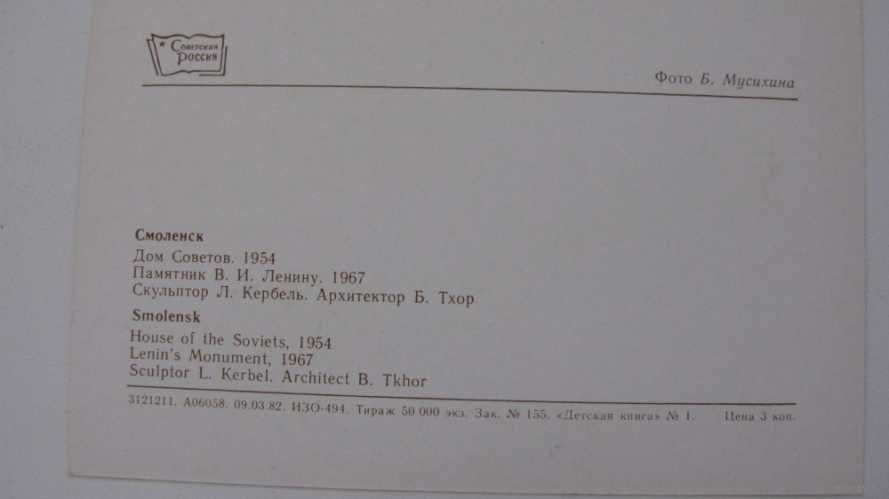 Советская
Россия
Фото Б. Мусихина
Смоленск
Дом Советов. 1954
Памятник В. И. Ленину. 1967
Скульптор Л. Кербель. Архитектор Б. Тхор
Smolensk
House of the Soviets, 1954
Lenin's Monument, 1967
Sculptor L. Kerbel. Architect B. Tkhor
3121211. А06058. 09.03.82. ИЗО-494. Тираж 50 000 экз. Зак. № 155. «Детская книга» № 1. Цена 3 коп.